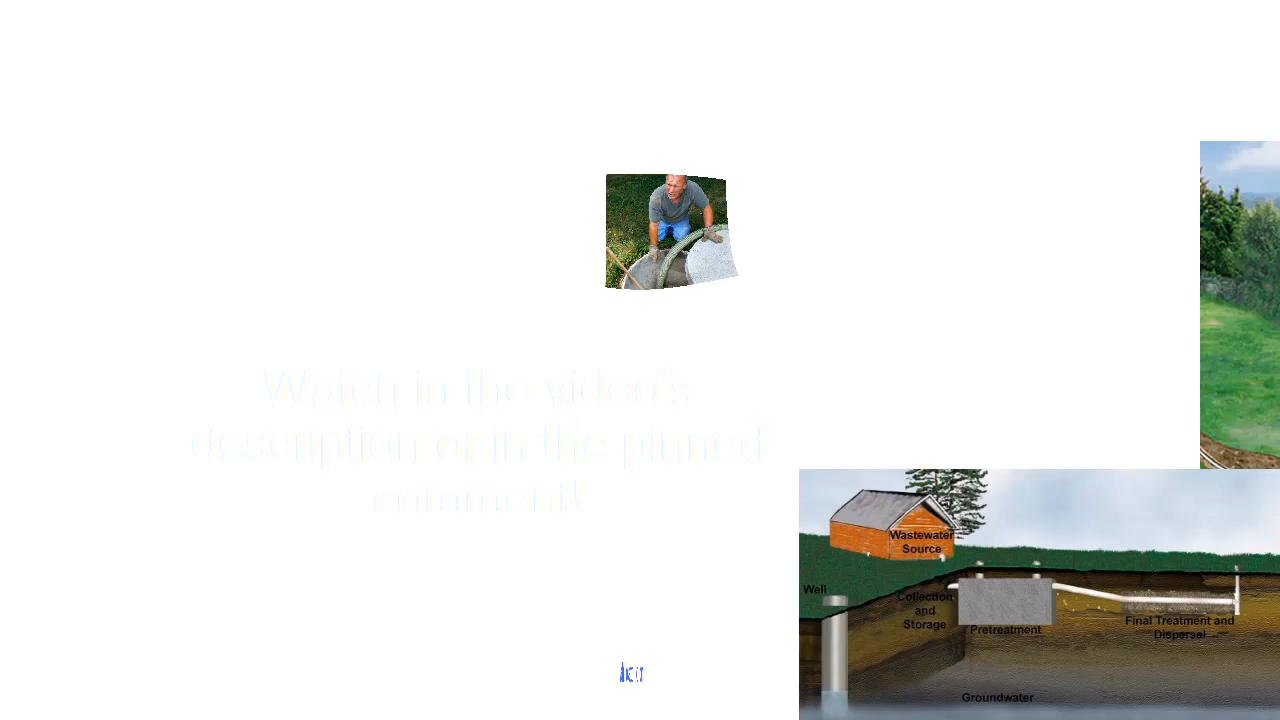 Watch in the video's
description or in the pinned
comment!
Wastewater
Source
Well
Collection
and
Storage
Pretreatment
Final Treatment and
Dispersal
Groundwater